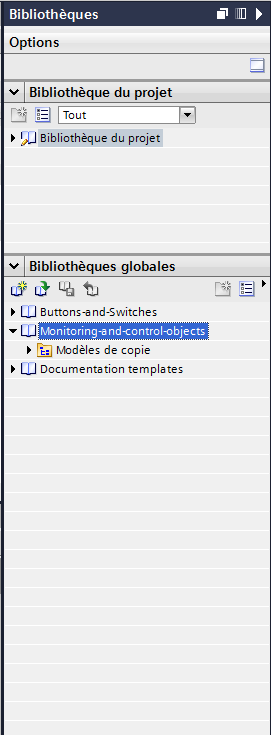 Bibliothèques
Options
Bibliothèque du projet
Tout
Bibliothèque du projet
Bibliothèques globales
Buttons-and-Switches
Monitoring-and-control-objects
Modèles de copie
Documentation templates